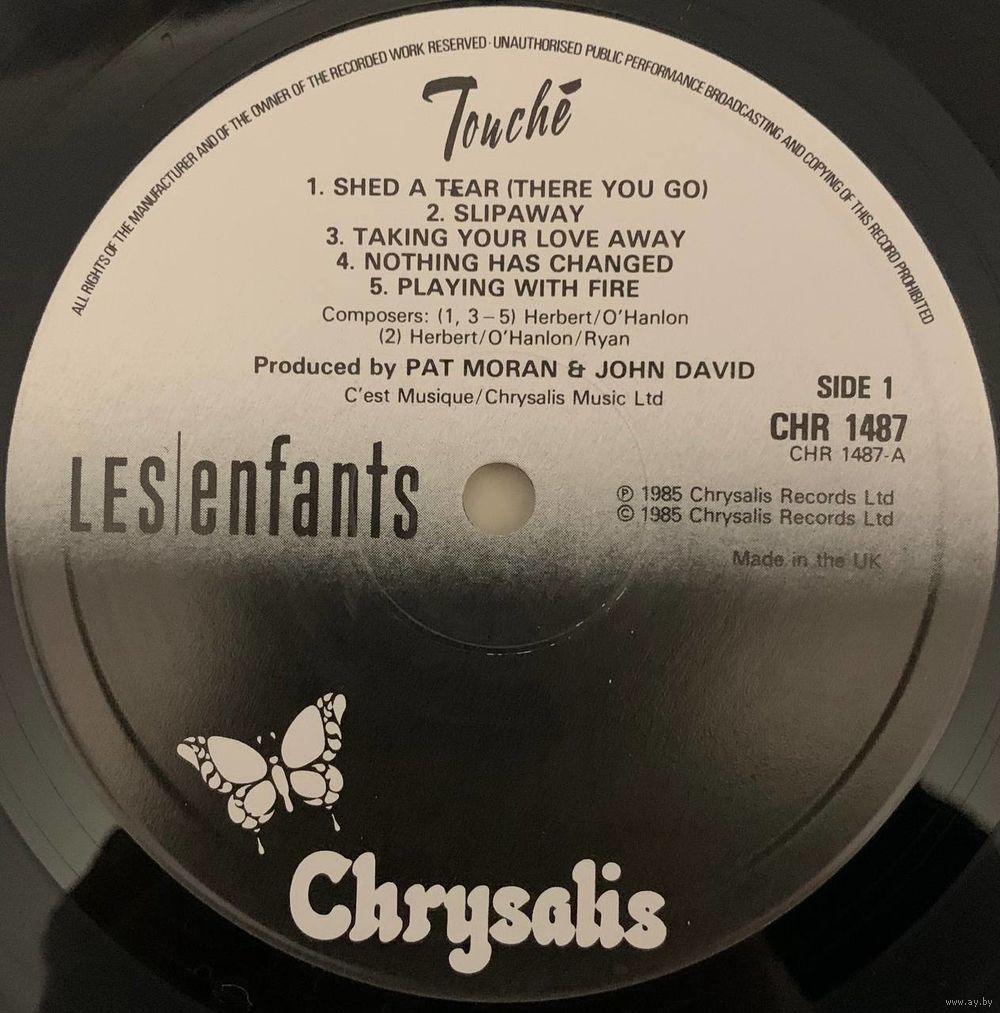 ALL RIGHTS OF THE MANUFACTURER AND OF THE OWNER OF THE RECORDED WORK RESERVED · UNAUTHORISED PUBLIC PERFORMANCE BROADCASTING AND COPYING OF THIS RECORD PROHIBITED
Touché
1. SHED A TEAR (THERE YOU GO)
2. SLIPAWAY
3. TAKING YOUR LOVE AWAY
4. NOTHING HAS CHANGED
5. PLAYING WITH FIRE
Composers: (1, 3–5) Herbert/O'Hanlon
(2) Herbert/O'Hanlon/Ryan
Produced by PAT MORAN & JOHN DAVID
C'est Musique/Chrysalis Music Ltd
SIDE 1
CHR 1487
CHR 1487-A
LES|enfants
℗ 1985 Chrysalis Records Ltd
© 1985 Chrysalis Records Ltd
Made in the UK
Chrysalis
www.ay.by